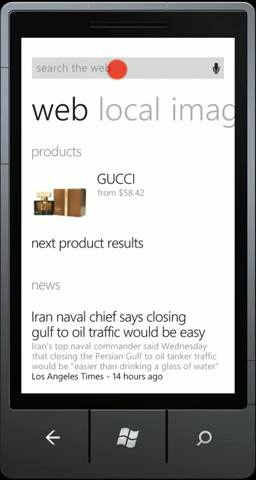 search the web
web local imag
products
GUCCI
from $58.42
next product results
news
Iran naval chief says closing
gulf to oil traffic would be easy
Iran's top naval commander said Wednesday
that closing the Persian Gulf to oil tanker traffic
would be "easier than drinking a glass of water"
Los Angeles Times - 14 hours ago